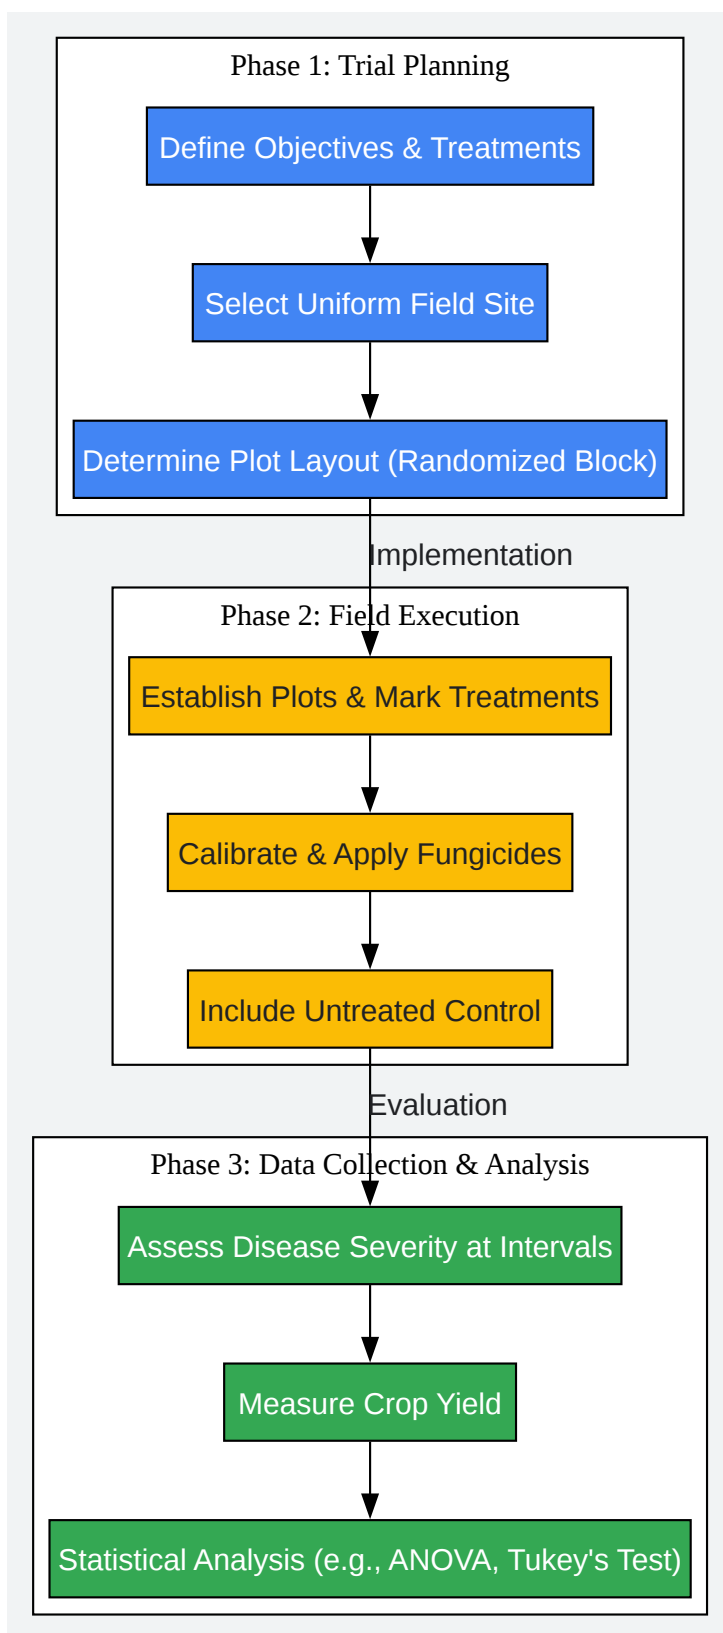 Phase 1: Trial Planning
Define Objectives & Treatments
Select Uniform Field Site
Determine Plot Layout (Randomized Block)
Implementation
Phase 2: Field Execution
Establish Plots & Mark Treatments
Calibrate & Apply Fungicides
Include Untreated Control
Evaluation
Phase 3: Data Collection & Analysis
Assess Disease Severity at Intervals
Measure Crop Yield
Statistical Analysis (e.g., ANOVA, Tukey's Test)